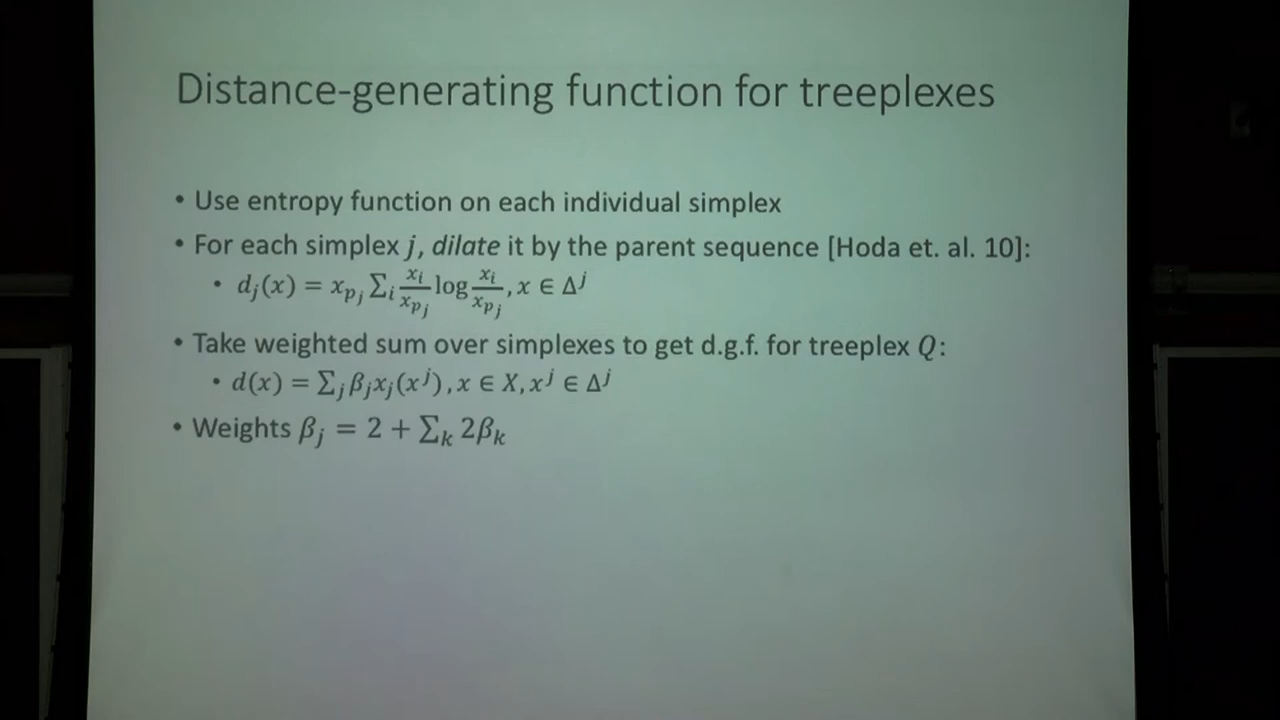 Distance-generating function for treeplexes
• Use entropy function on each individual simplex
• For each simplex j, dilate it by the parent sequence [Hoda et. al. 10]:
• d_j(x) = x_{p_j} ∑_i \frac{x_i}{x_{p_j}} log \frac{x_i}{x_{p_j}}, x ∈ Δ^j
• Take weighted sum over simplexes to get d.g.f. for treeplex Q:
• d(x) = ∑_j β_j x_j(x^j), x ∈ X, x^j ∈ Δ^j
• Weights β_j = 2 + ∑_k 2β_k